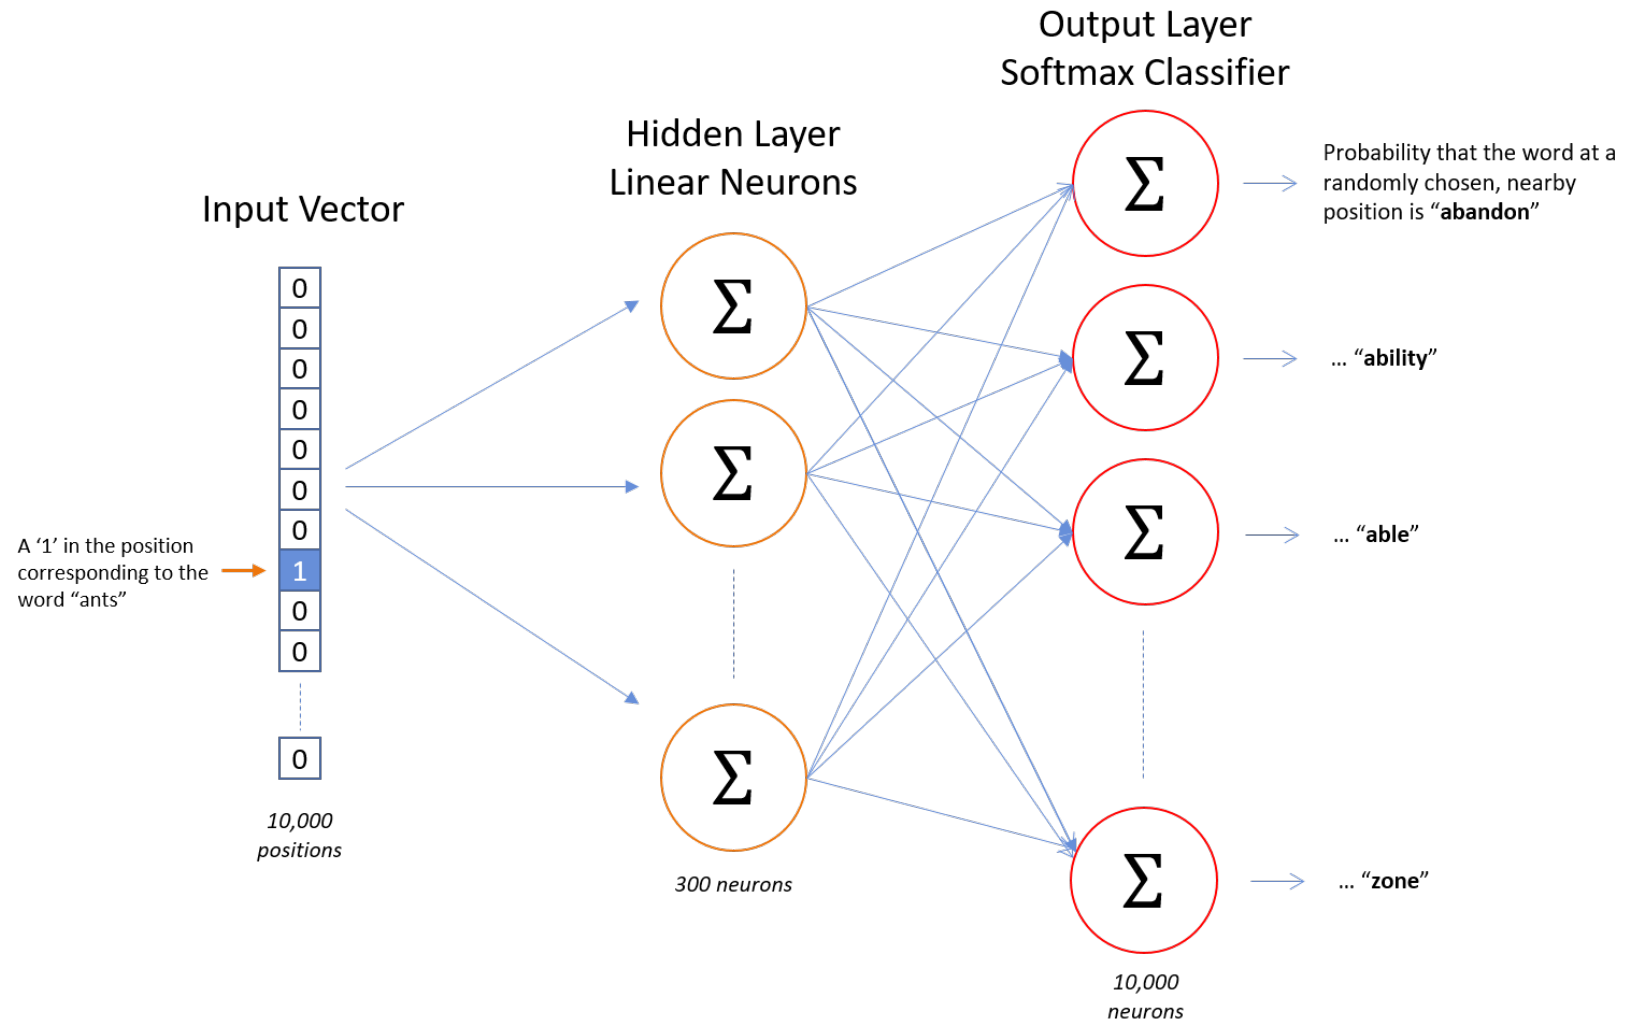 Output Layer
Softmax Classifier
Hidden Layer
Linear Neurons
Input Vector
0
0
0
0
0
0
0
1
0
0
0
A ‘1’ in the position
corresponding to the
word “ants”
10,000
positions
Σ
Σ
Σ
300 neurons
Σ
Σ
Σ
Σ
10,000
neurons
Probability that the word at a
randomly chosen, nearby
position is “abandon”
... “ability”
... “able”
... “zone”